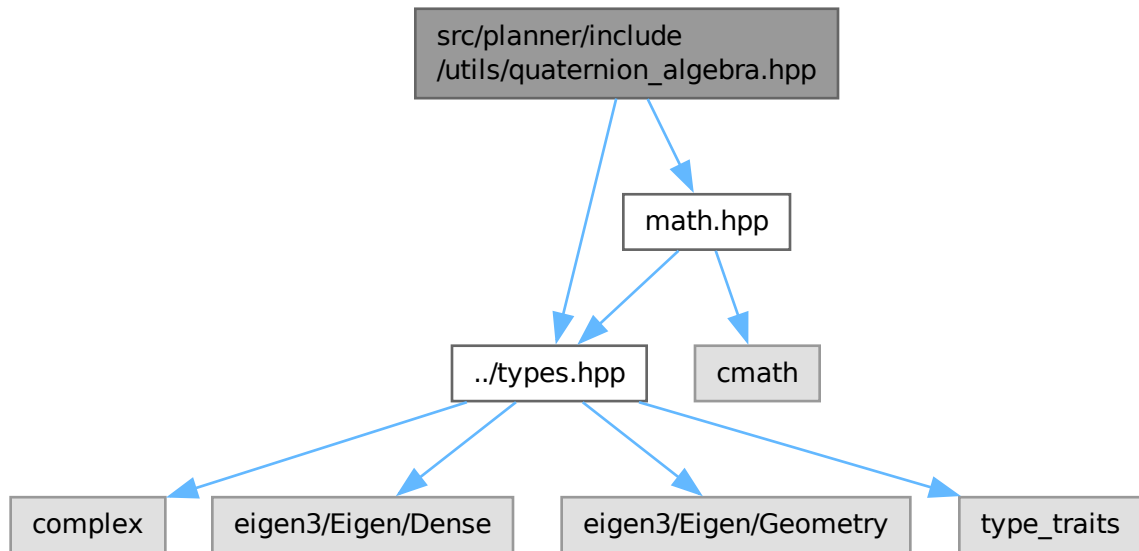 src/planner/include
/utils/quaternion_algebra.hpp
math.hpp
../types.hpp
cmath
complex
eigen3/Eigen/Dense
eigen3/Eigen/Geometry
type_traits